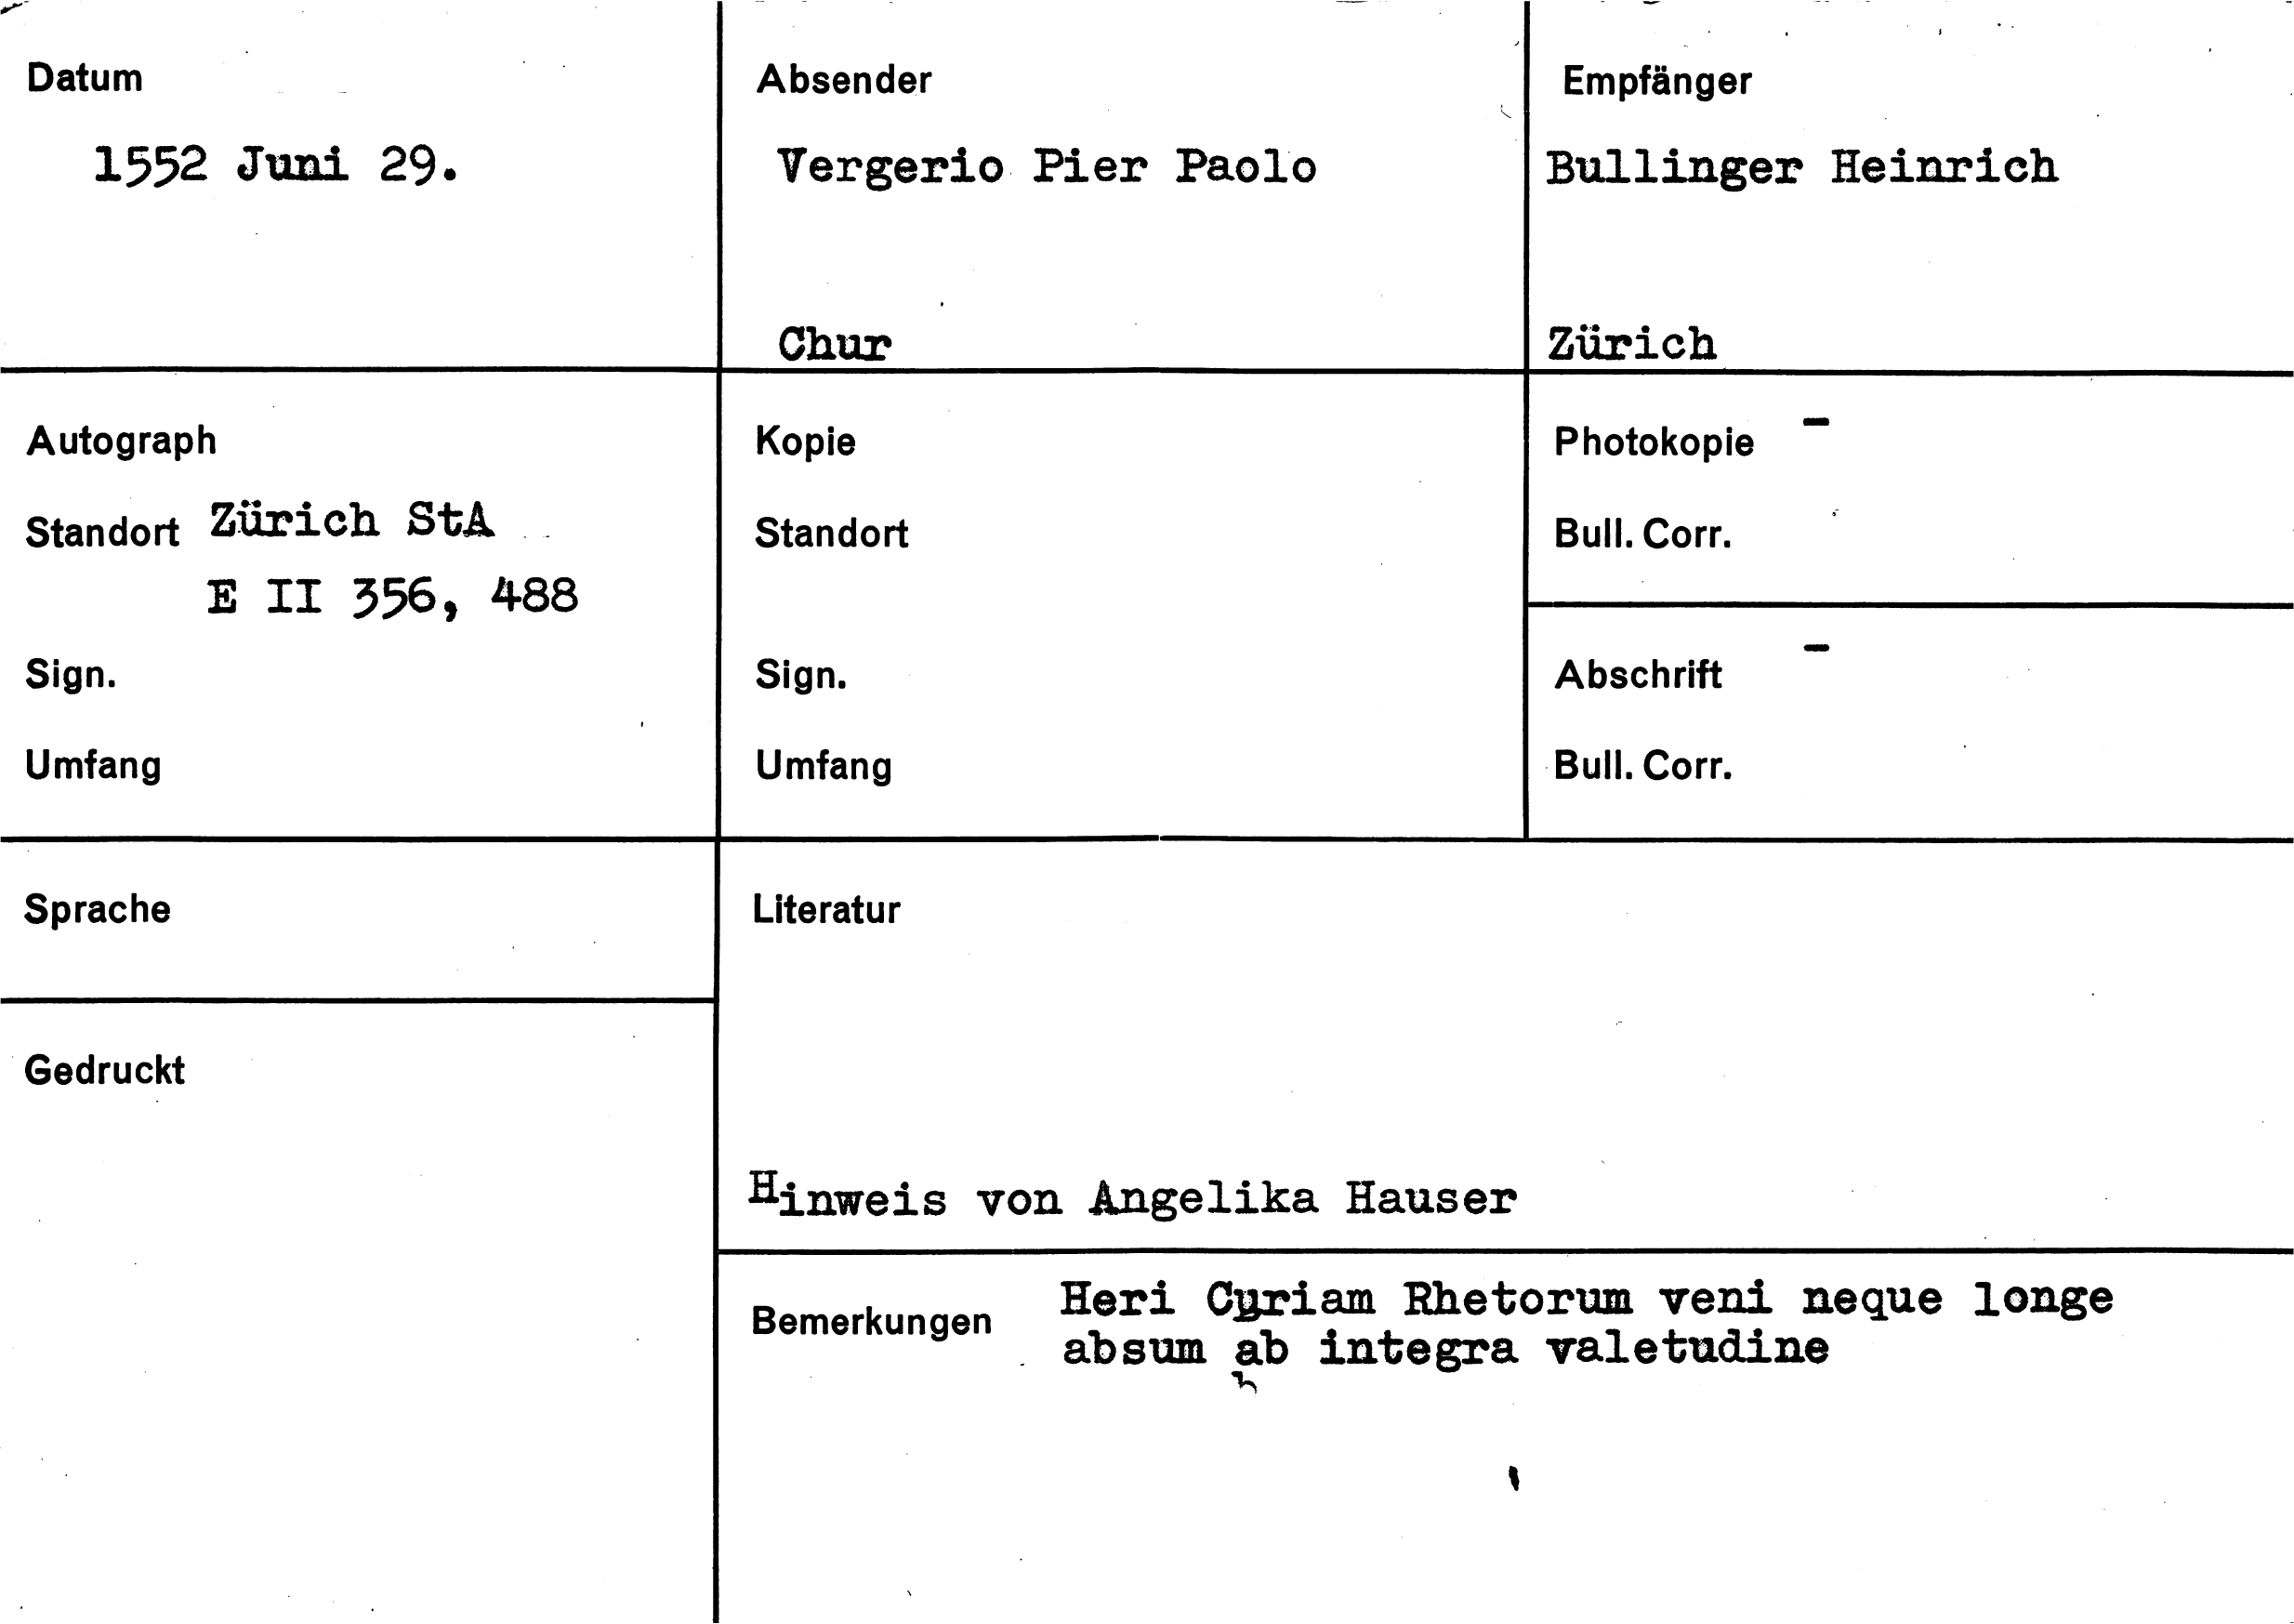 Datum
1552 Juni 29.
Absender
Vergerio Pier Paolo
Chur
Empfänger
Bullinger Heinrich
Zürich
Autograph
Standort Zürich StA
E II 356, 488
Sign.
Umfang
Kopie
Standort
Sign.
Umfang
Photokopie -
Bull. Corr.
Abschrift -
Bull. Corr.
Sprache
Gedruckt
Literatur
Hinweis von Angelika Hauser
Bemerkungen
Heri Cyriam Rhetorum veni neque longe
absum ab integra valetudine